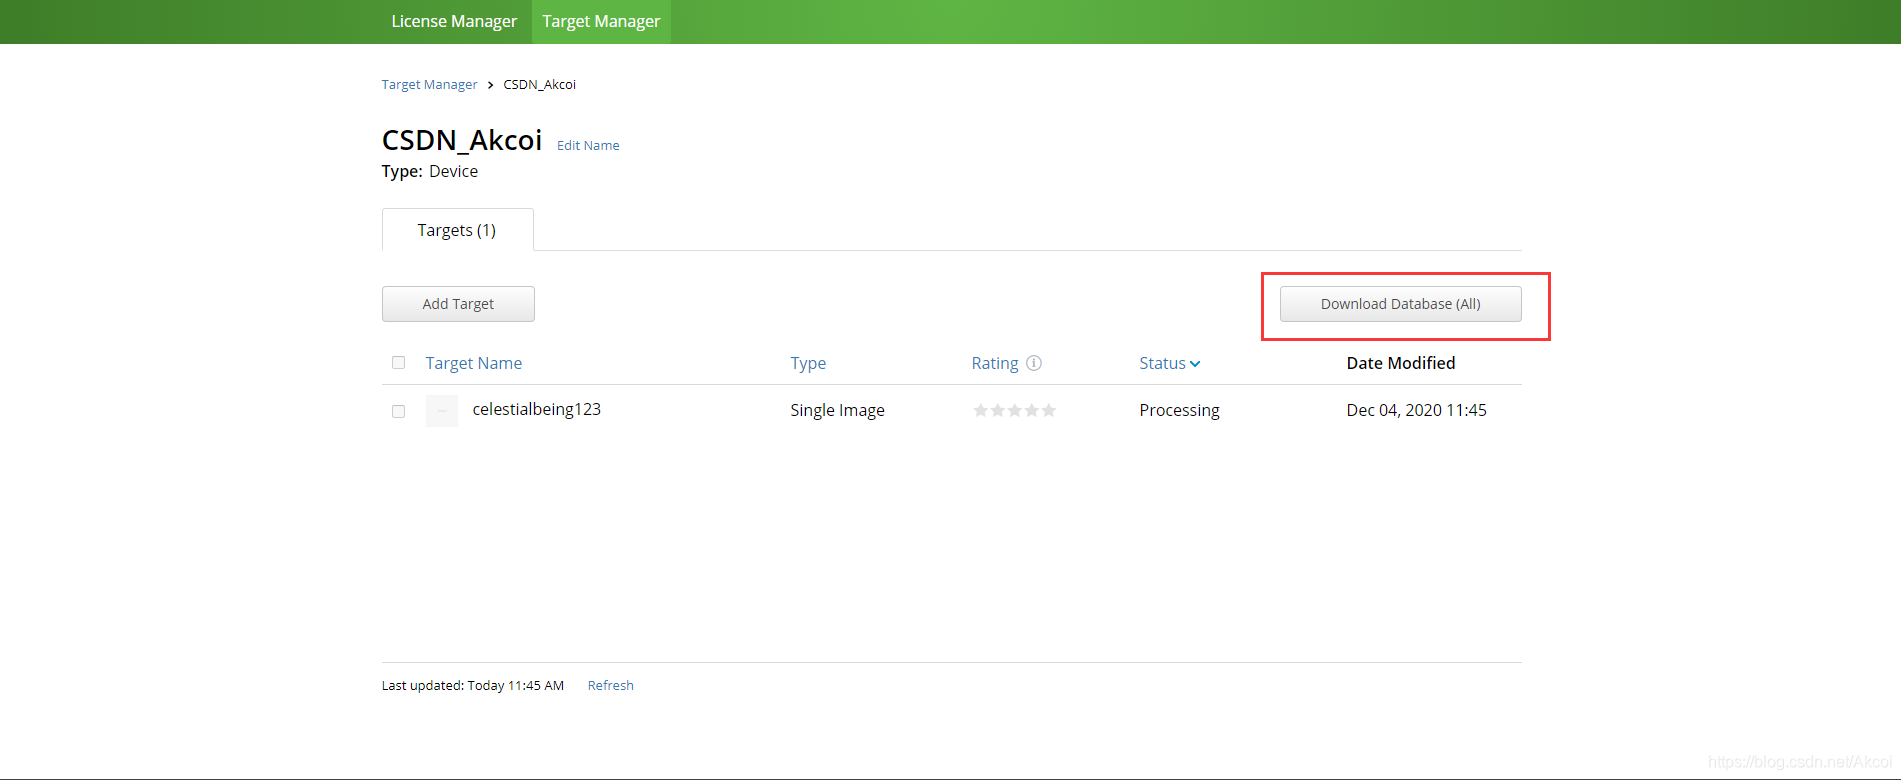 License Manager Target Manager
Target Manager > CSDN_Akcoi
CSDN_Akcoi Edit Name
Type: Device
Targets (1)
Add Target Download Database (All)
Target Name Type Rating Status Date Modified
celestialbeing123 Single Image Processing Dec 04, 2020 11:45
Last updated: Today 11:45 AM Refresh
https://blog.csdn.net/Akcoi